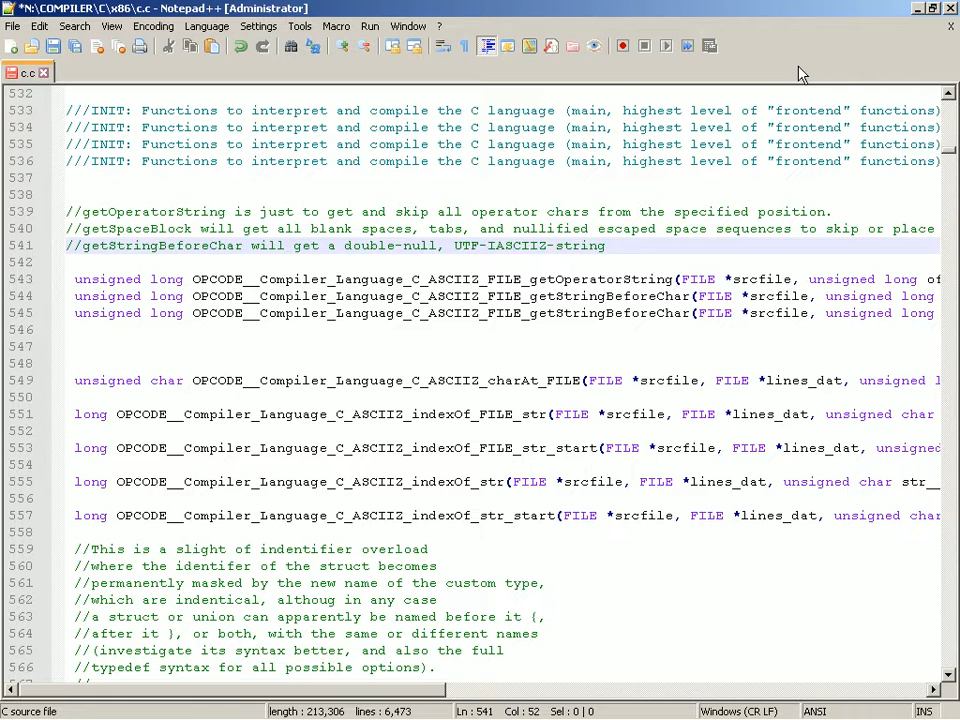 *N:\COMPILER\C\x86\c.c - Notepad++ [Administrator]
File Edit Search View Encoding Language Settings Tools Macro Run Window ? X
c.c
532
533 ///INIT: Functions to interpret and compile the C language (main, highest level of "frontend" functions)
534 ///INIT: Functions to interpret and compile the C language (main, highest level of "frontend" functions)
535 ///INIT: Functions to interpret and compile the C language (main, highest level of "frontend" functions)
536 ///INIT: Functions to interpret and compile the C language (main, highest level of "frontend" functions)
537
538
539 //getOperatorString is just to get and skip all operator chars from the specified position.
540 //getSpaceBlock will get all blank spaces, tabs, and nullified escaped space sequences to skip or place
541 //getStringBeforeChar will get a double-null, UTF-IASCIIZ-string
542
543 unsigned long OPCODE__Compiler_Language_C_ASCIIZ_FILE_getOperatorString(FILE *srcfile, unsigned long of
544 unsigned long OPCODE__Compiler_Language_C_ASCIIZ_FILE_getStringBeforeChar(FILE *srcfile, unsigned long
545 unsigned long OPCODE__Compiler_Language_C_ASCIIZ_FILE_getStringBeforeChar(FILE *srcfile, unsigned long
546
547
548
549 unsigned char OPCODE__Compiler_Language_C_ASCIIZ_charAt_FILE(FILE *srcfile, FILE *lines_dat, unsigned l
550
551 long OPCODE__Compiler_Language_C_ASCIIZ_indexOf_FILE_str(FILE *srcfile, FILE *lines_dat, unsigned char
552
553 long OPCODE__Compiler_Language_C_ASCIIZ_indexOf_FILE_str_start(FILE *srcfile, FILE *lines_dat, unsigned
554
555 long OPCODE__Compiler_Language_C_ASCIIZ_indexOf_str(FILE *srcfile, FILE *lines_dat, unsigned char str__
556
557 long OPCODE__Compiler_Language_C_ASCIIZ_indexOf_str_start(FILE *srcfile, FILE *lines_dat, unsigned char
558
559 //This is a slight of indentifier overload
560 //where the identifer of the struct becomes
561 //permanently masked by the new name of the custom type,
562 //which are indentical, althoug in any case
563 //a struct or union can apparently be named before it {,
564 //after it }, or both, with the same or different names
565 //(investigate its syntax better, and also the full
566 //typedef syntax for all possible options).
C source file length : 213,306 lines : 6,473 Ln : 541 Col : 52 Sel : 0 | 0 Windows (CR LF) ANSI INS